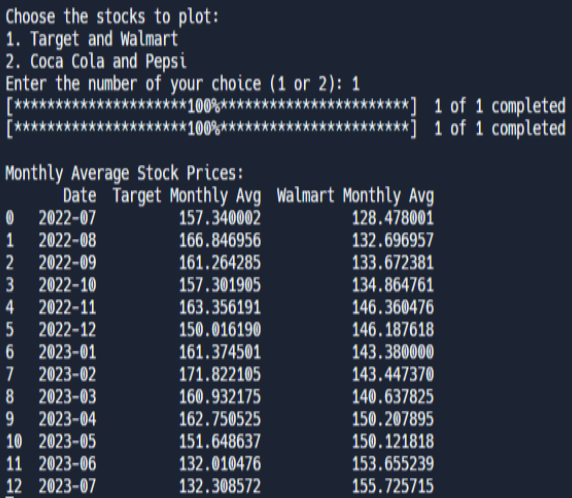 Choose the stocks to plot:
1. Target and Walmart
2. Coca Cola and Pepsi
Enter the number of your choice (1 or 2): 1
[*********************100%***********************]  1 of 1 completed
[*********************100%***********************]  1 of 1 completed
Monthly Average Stock Prices:
Date  Target Monthly Avg  Walmart Monthly Avg
0   2022-07          157.340002           128.478001
1   2022-08          166.846956           132.696957
2   2022-09          161.264285           133.672381
3   2022-10          157.301905           134.864761
4   2022-11          163.356191           146.360476
5   2022-12          150.016190           146.187618
6   2023-01          161.374501           143.380000
7   2023-02          171.822105           143.447370
8   2023-03          160.932175           140.637825
9   2023-04          162.750525           150.207895
10  2023-05          151.648637           150.121818
11  2023-06          132.010476           153.655239
12  2023-07          132.308572           155.725715